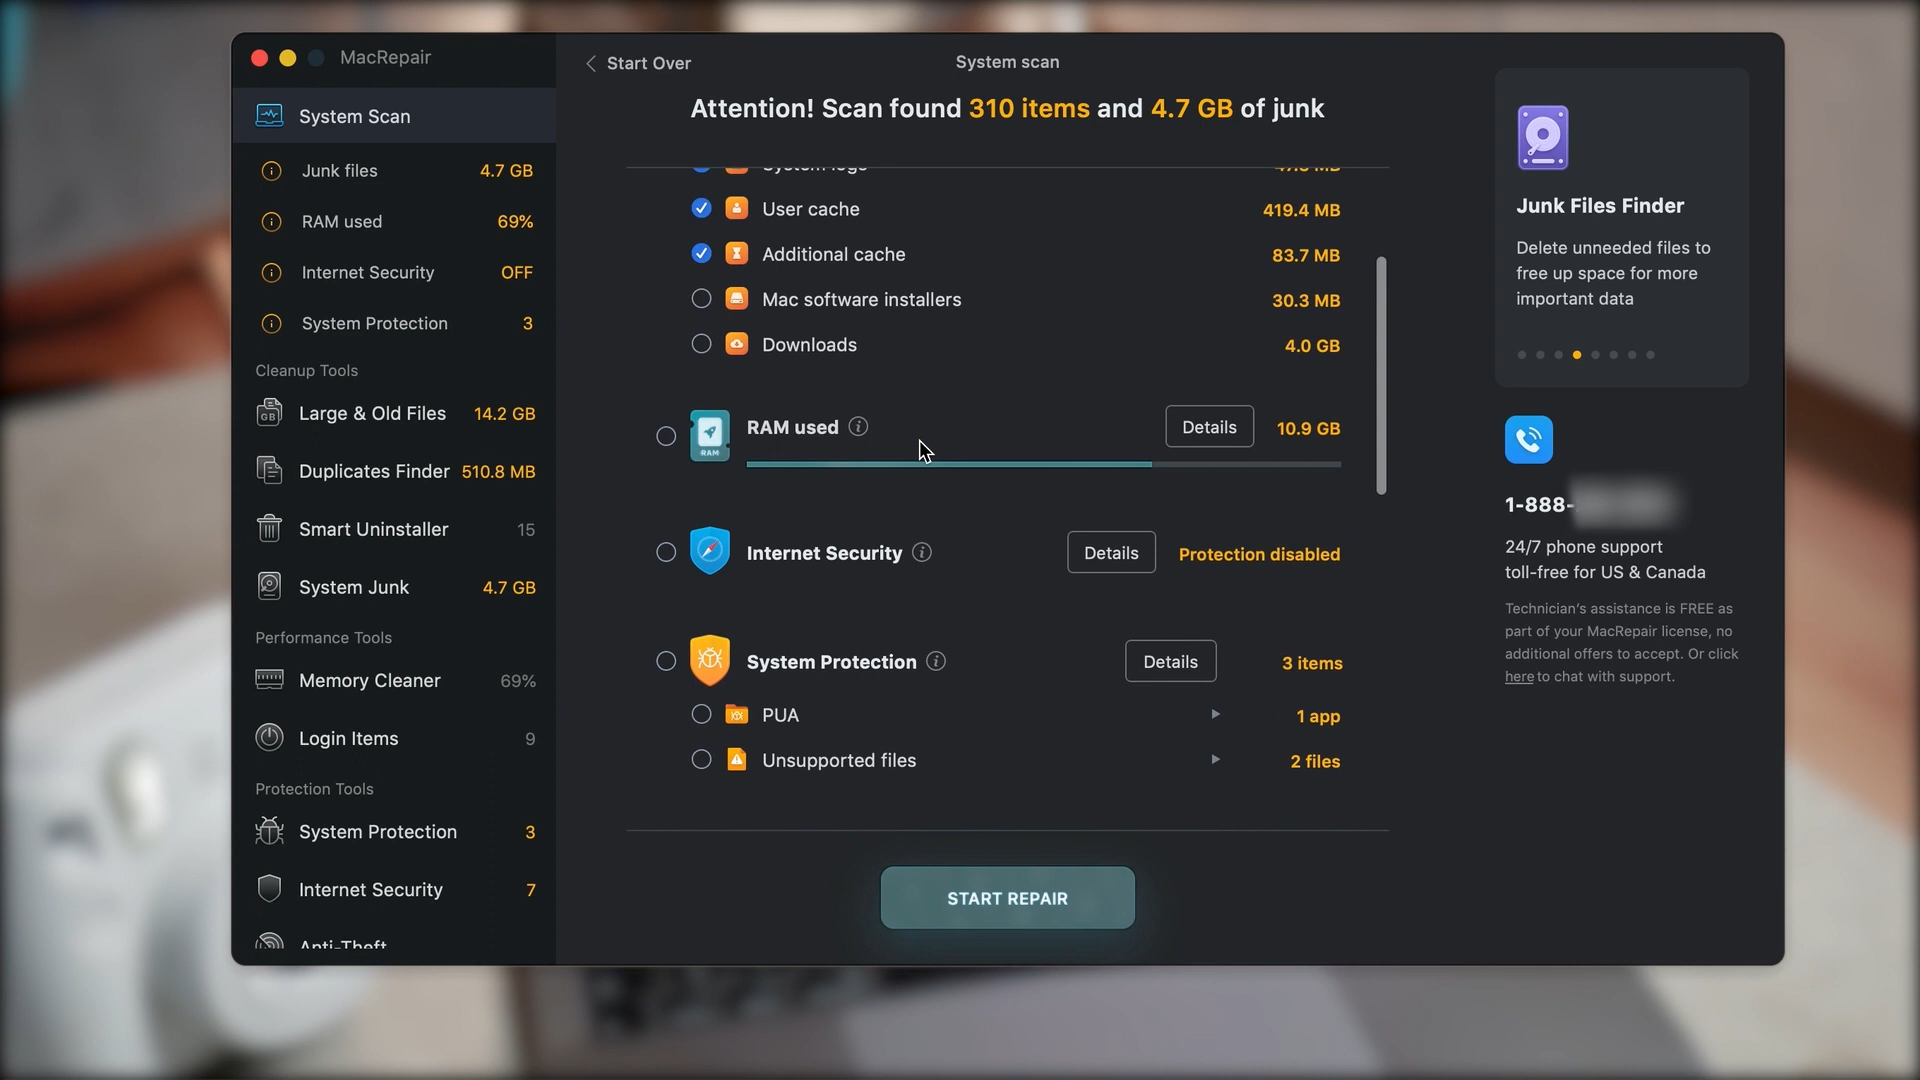 MacRepair
System Scan
Junk files 4.7 GB
RAM used 69%
Internet Security OFF
System Protection 3
Cleanup Tools
Large & Old Files 14.2 GB
GB
Duplicates Finder 510.8 MB
Smart Uninstaller 15
System Junk 4.7 GB
Performance Tools
Memory Cleaner 69%
Login Items 9
Protection Tools
System Protection 3
Internet Security 7
Anti-Theft
Start Over
System scan
Attention! Scan found 310 items and 4.7 GB of junk
System logs
User cache 419.4 MB
Additional cache 83.7 MB
Mac software installers 30.3 MB
Downloads 4.0 GB
RAM used Details 10.9 GB
RAM
Internet Security Details Protection disabled
System Protection Details 3 items
PUA 1 app
Unsupported files 2 files
START REPAIR
Junk Files Finder
Delete unneeded files to
free up space for more
important data
1-888-
24/7 phone support
toll-free for US & Canada
Technician's assistance is FREE as
part of your MacRepair license, no
additional offers to accept. Or click
here to chat with support.